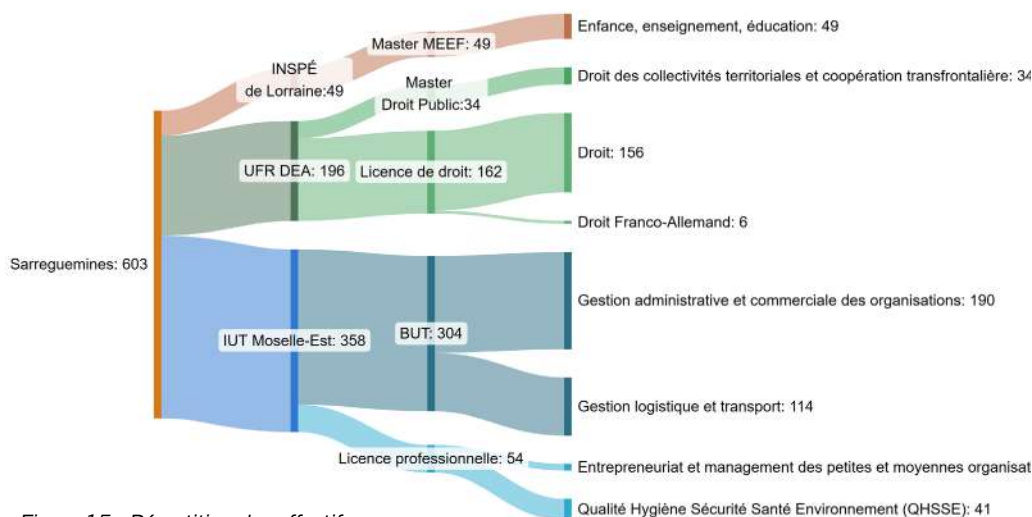 Enfance, enseignement, éducation: 49
Master MEEF: 49
INSPÉ
de Lorraine:49
Master
Droit Public:34
Droit des collectivités territoriales et coopération transfrontalière: 34
Droit: 156
UFR DEA: 196
Licence de droit: 162
Droit Franco-Allemand: 6
Sarreguemines: 603
Gestion administrative et commerciale des organisations: 190
IUT Moselle-Est: 358
BUT: 304
Gestion logistique et transport: 114
Licence professionnelle: 54
Entrepreneuriat et management des petites et moyennes organisat
Qualité Hygiène Sécurité Santé Environnement (QHSSE): 41